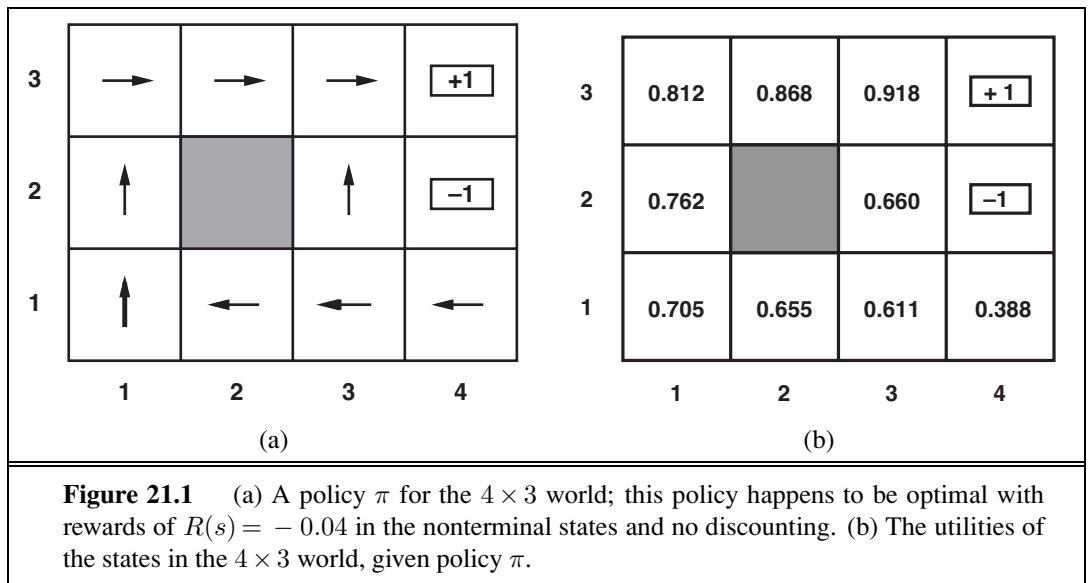 3 +1
2 –1
1
1 2 3 4
(a)
3 0.812 0.868 0.918 + 1
2 0.762 0.660 –1
1 0.705 0.655 0.611 0.388
1 2 3 4
(b)
Figure 21.1 (a) A policy π for the 4 × 3 world; this policy happens to be optimal with
rewards of R(s) = − 0.04 in the nonterminal states and no discounting. (b) The utilities of
the states in the 4 × 3 world, given policy π.